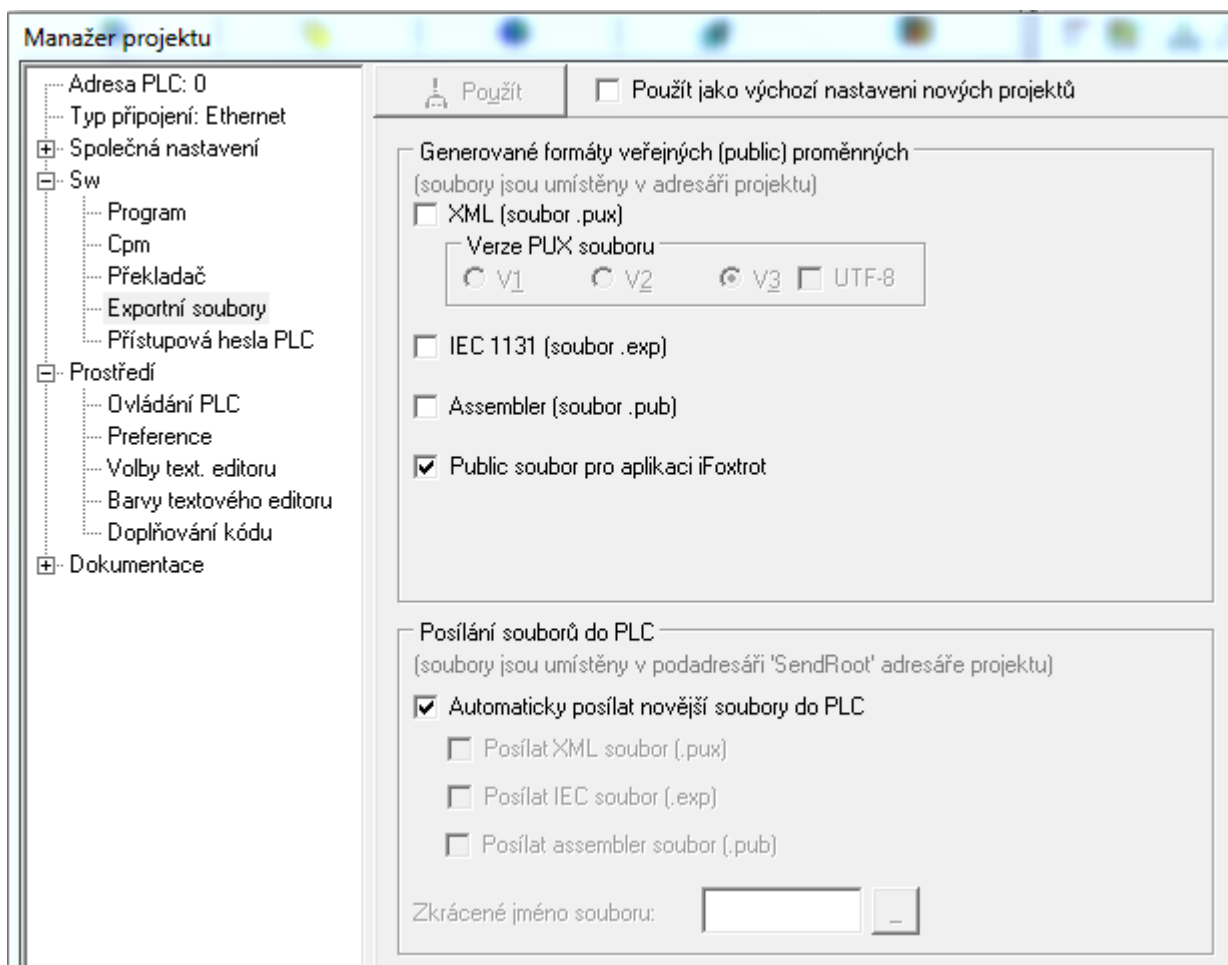 Manažer projektu
Adresa PLC: 0
Typ připojení: Ethernet
Společná nastavení
Sw
Program
Cpm
Překladač
Exportní soubory
Přístupová hesla PLC
Prostředí
Ovládání PLC
Preference
Volby text. editoru
Barvy textového editoru
Doplňování kódu
Dokumentace
Použít
Použít jako výchozí nastaveni nových projektů
Generované formáty veřejných (public) proměnných
(soubory jsou umístěny v adresáři projektu)
XML (soubor .pux)
Verze PUX souboru
V1 V2 V3 UTF-8
IEC 1131 (soubor .exp)
Assembler (soubor .pub)
Public soubor pro aplikaci iFoxtrot
Posílání souborů do PLC
(soubory jsou umístěny v podadresáři 'SendRoot' adresáře projektu)
Automaticky posílat novější soubory do PLC
Posílat XML soubor (.pux)
Posílat IEC soubor (.exp)
Posílat assembler soubor (.pub)
Zkrácené jméno souboru:
_